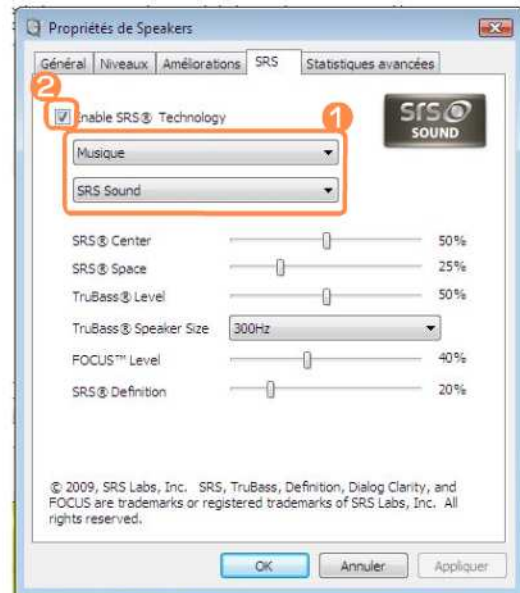 Propriétés de Speakers
Général Niveaux Améliorations SRS Statistiques avancées
2
Enable SRS® Technology
1
SRS
SOUND
Musique
SRS Sound
SRS® Center 50%
SRS® Space 25%
TruBass® Level 50%
TruBass® Speaker Size 300Hz
FOCUS™ Level 40%
SRS® Definition 20%
© 2009, SRS Labs, Inc. SRS, TruBass, Definition, Dialog Clarity, and
FOCUS are trademarks or registered trademarks of SRS Labs, Inc. All
rights reserved.
OK Annuler Appliquer